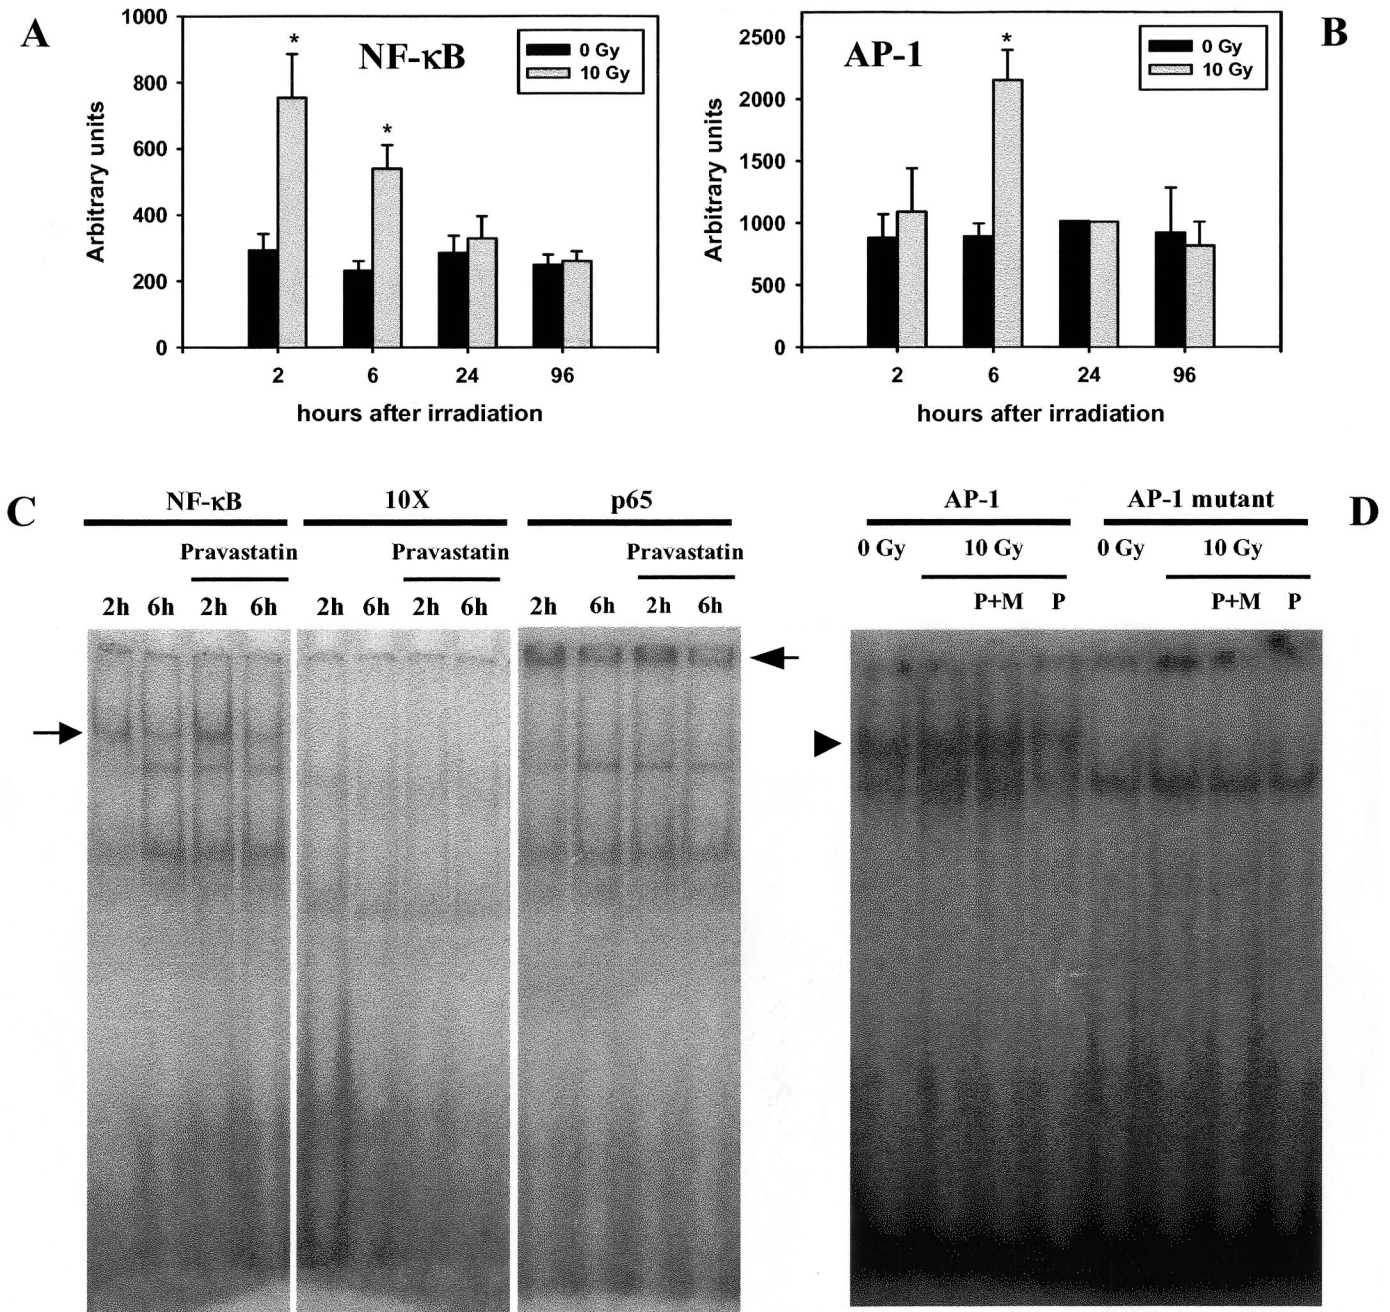 A
NF-κB
0 Gy
10 Gy
Arbitrary units
1000
800
600
400
200
0
*
*
2 6 24 96
hours after irradiation
B
AP-1
0 Gy
10 Gy
Arbitrary units
2500
2000
1500
1000
500
0
*
2 6 24 96
hours after irradiation
C
NF-κB 10X p65
Pravastatin Pravastatin Pravastatin
2h 6h 2h 6h 2h 6h 2h 6h 2h 6h 2h 6h
D
AP-1 AP-1 mutant
0 Gy 10 Gy 0 Gy 10 Gy
P+M P P+M P